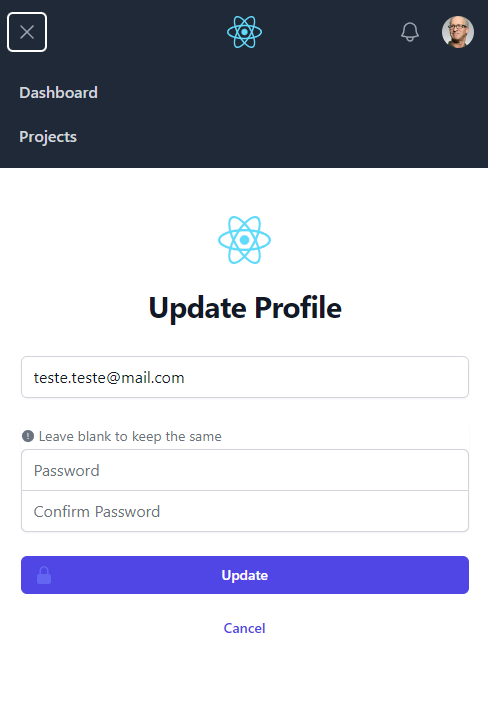 Dashboard
Projects
Update Profile
teste.teste@mail.com
Leave blank to keep the same
Password
Confirm Password
Update
Cancel